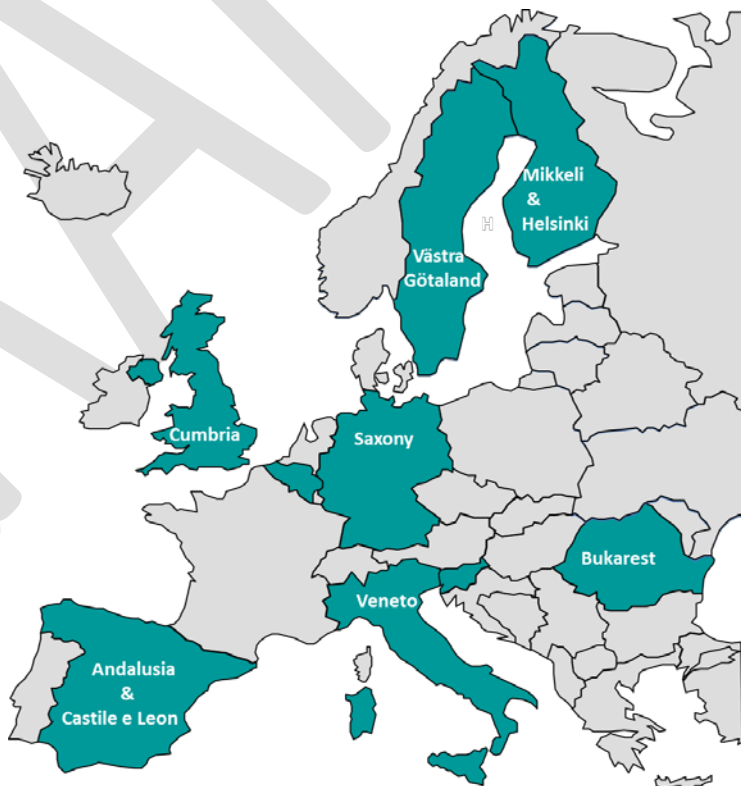 Mikkeli
&
Helsinki
H
Västra
Götaland
Cumbria
Saxony
Bukarest
Veneto
Andalusia
&
Castile e Leon